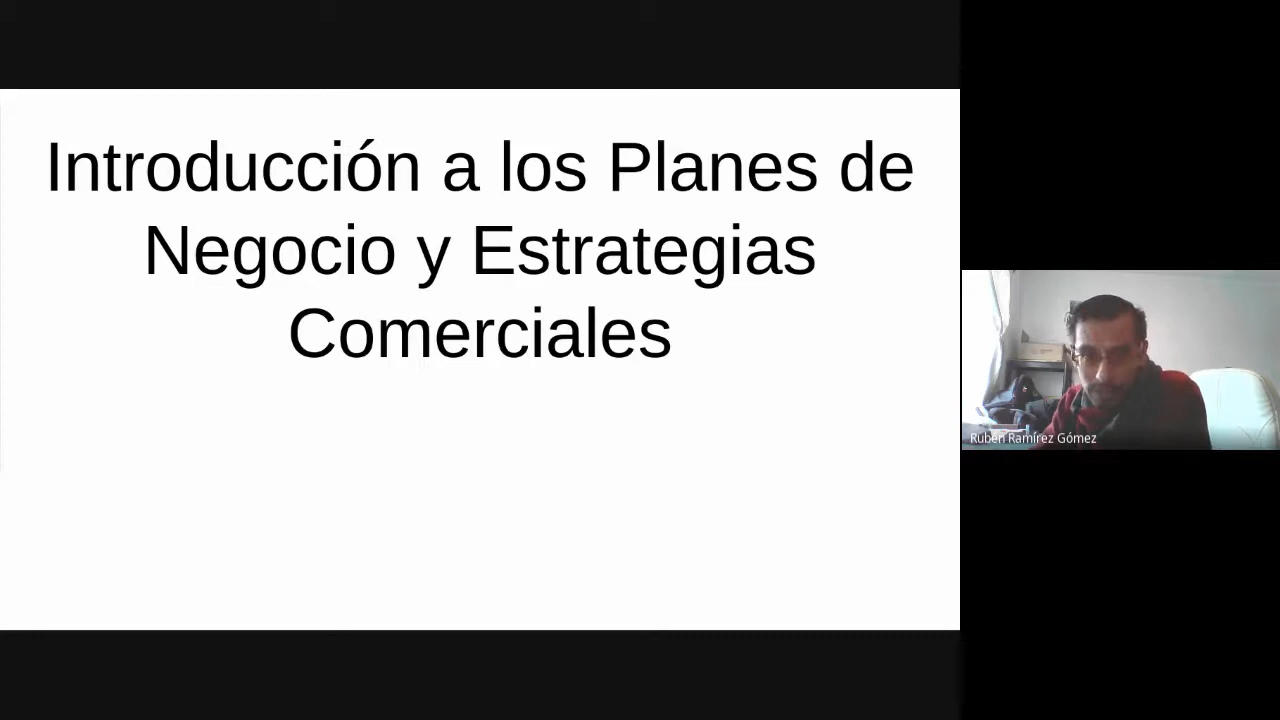 Introducción a los Planes de
Negocio y Estrategias
Comerciales
Rubén Ramírez Gómez